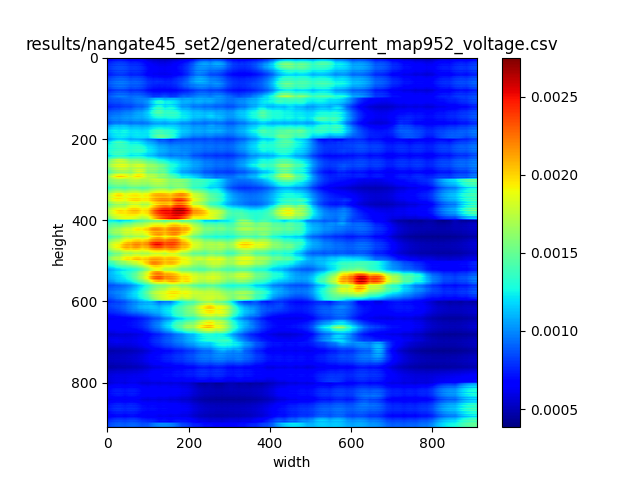 results/nangate45_set2/generated/current_map952_voltage.csv
0
200
400
600
800
height
0 200 400 600 800
width
0.0025
0.0020
0.0015
0.0010
0.0005